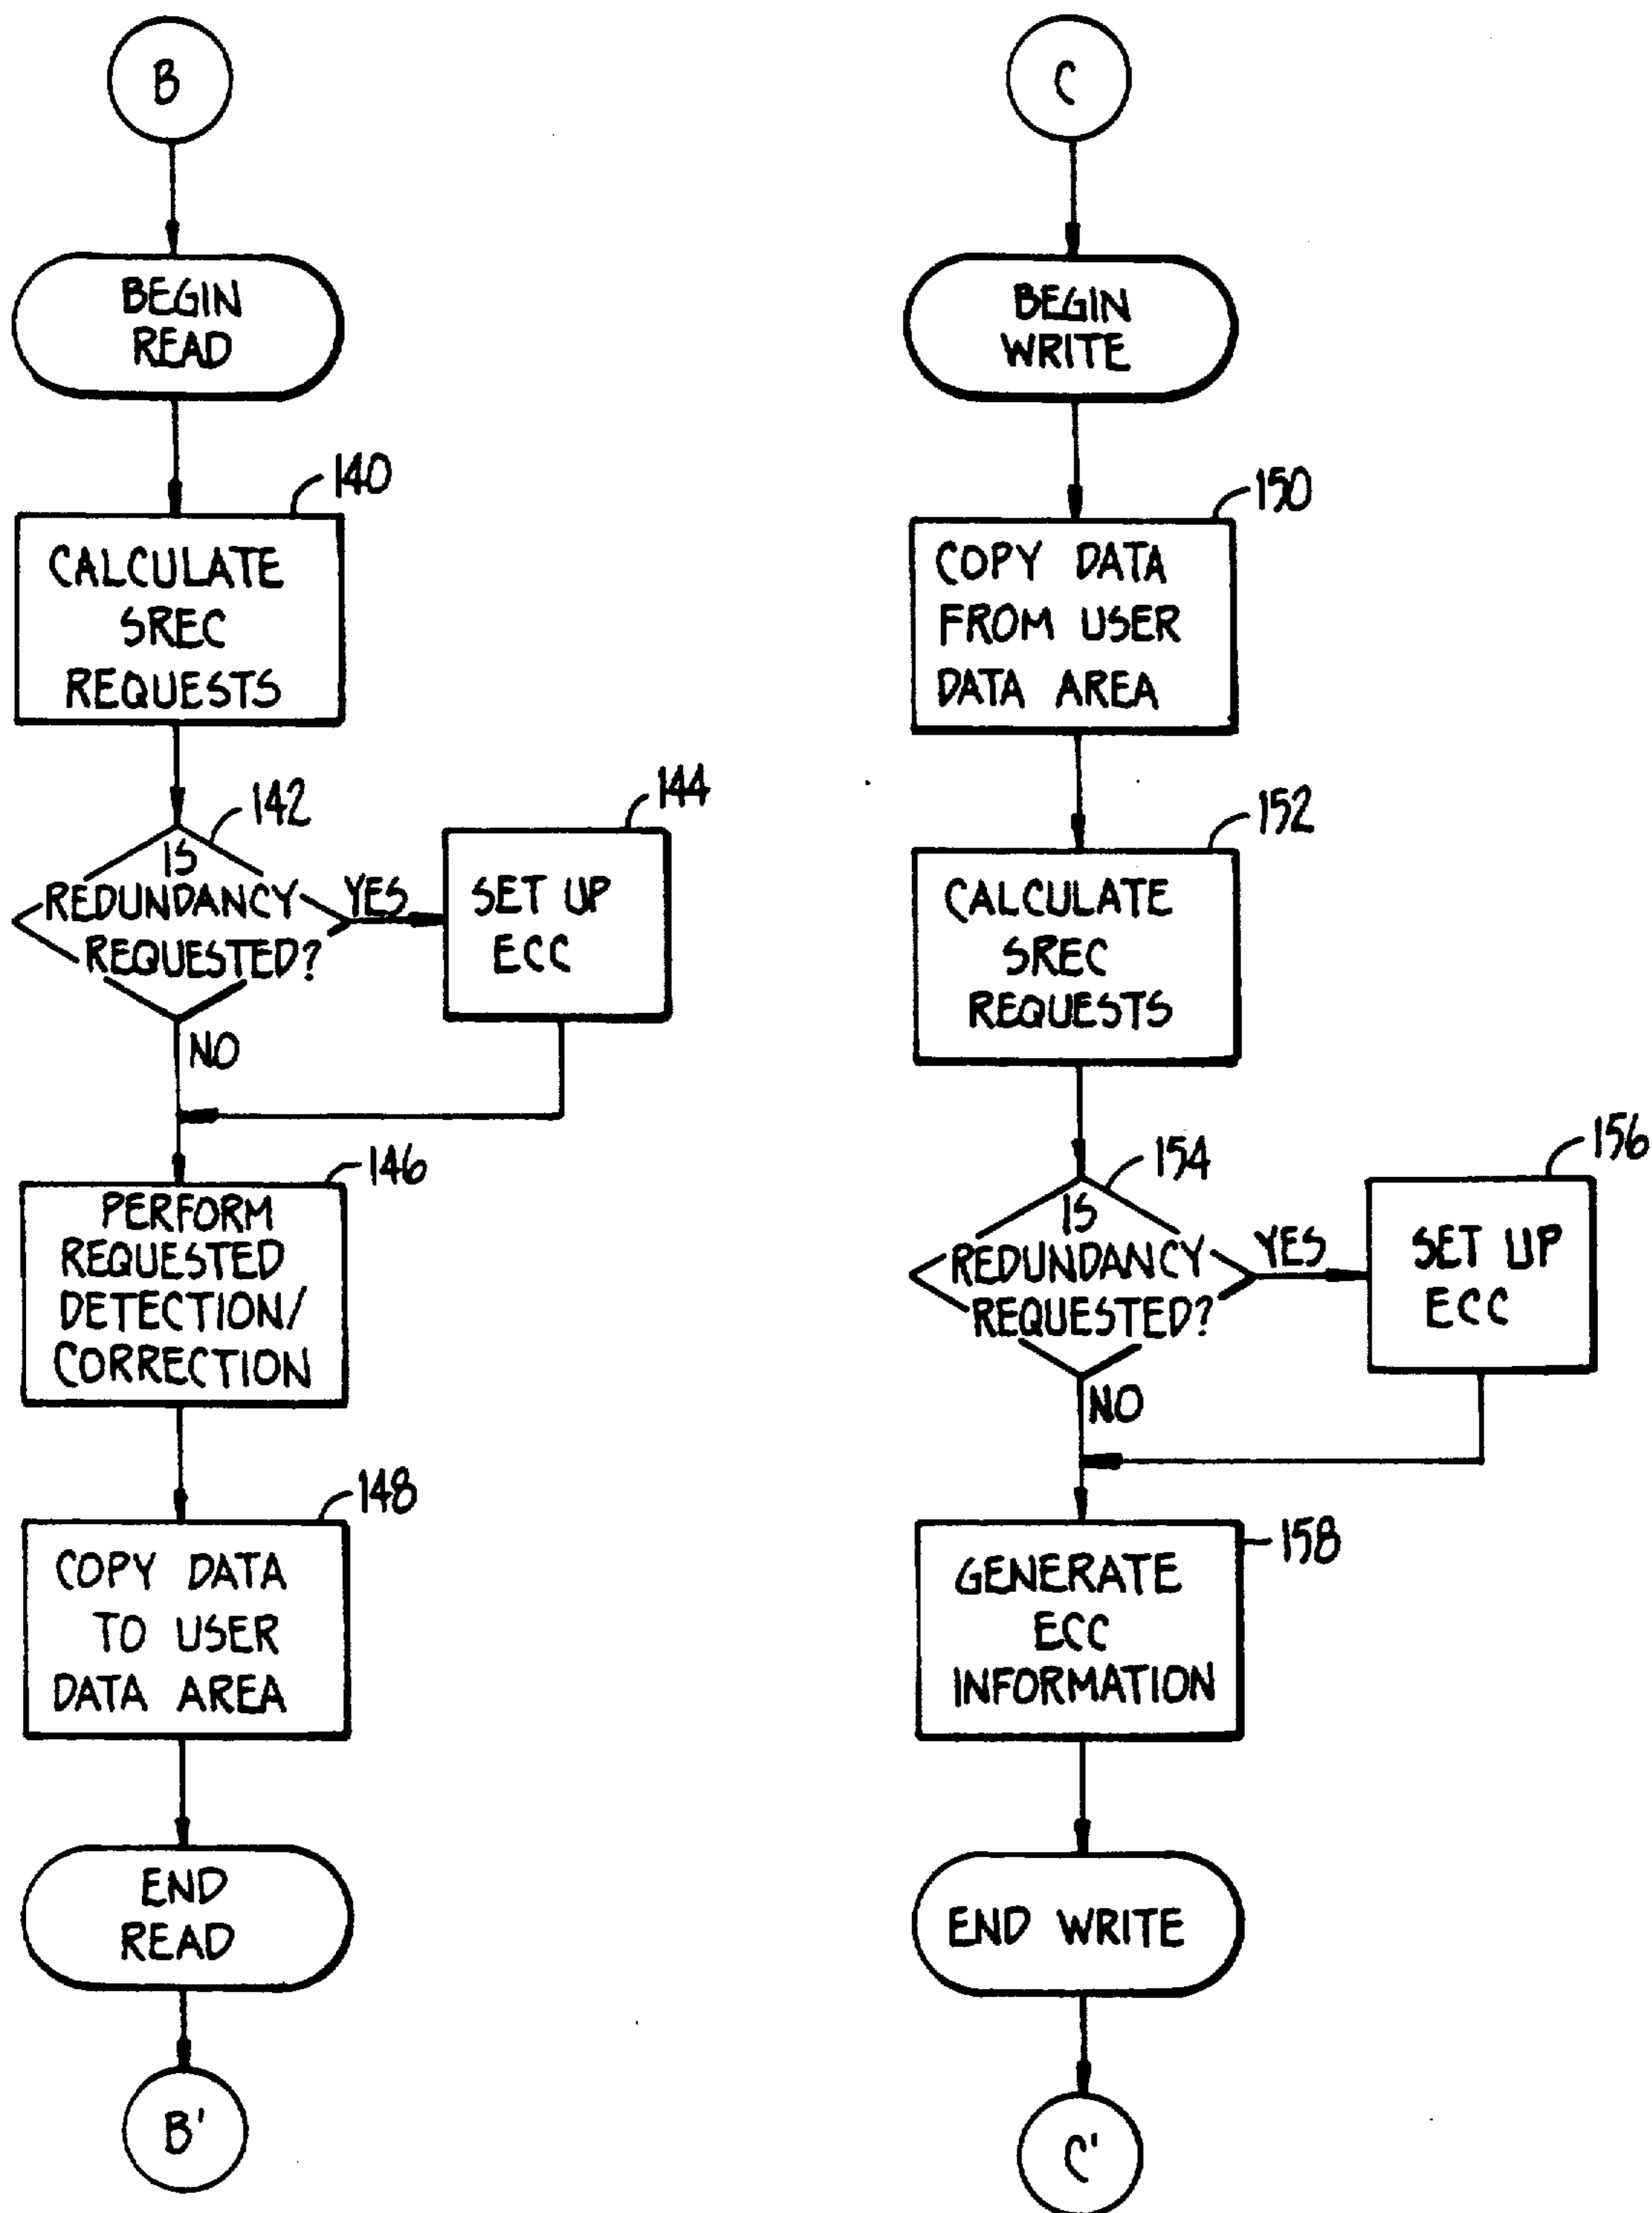 B
BEGIN
READ
140
CALCULATE
SREC
REQUESTS
142
IS
REDUNDANCY
REQUESTED?
YES
144
SET UP
ECC
NO
146
PERFORM
REQUESTED
DETECTION/
CORRECTION
148
COPY DATA
TO USER
DATA AREA
END
READ
B'
C
BEGIN
WRITE
150
COPY DATA
FROM USER
DATA AREA
152
CALCULATE
SREC
REQUESTS
154
IS
REDUNDANCY
REQUESTED?
YES
156
SET UP
ECC
NO
158
GENERATE
ECC
INFORMATION
END WRITE
C'